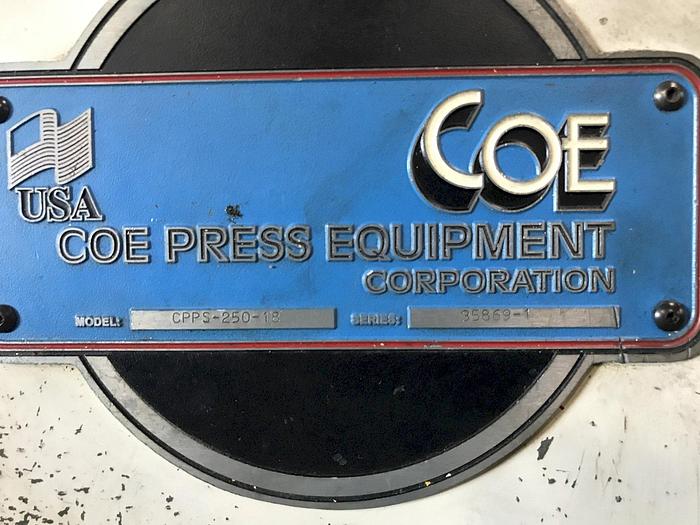 COE
USA
COE PRESS EQUIPMENT
CORPORATION
MODEL: CPPS-250-18 SERIES: 35869-1